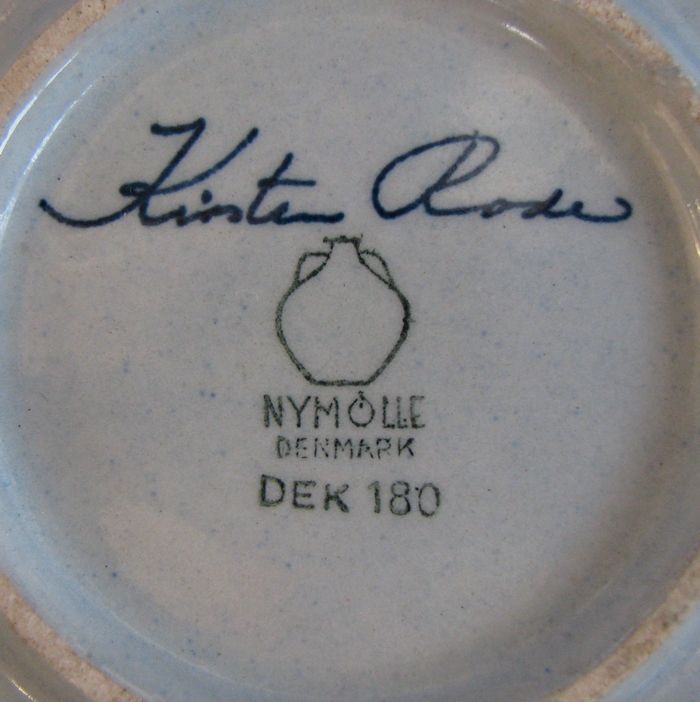 Kirsten Rode
NYMÖLLE
DENMARK
DEK 180